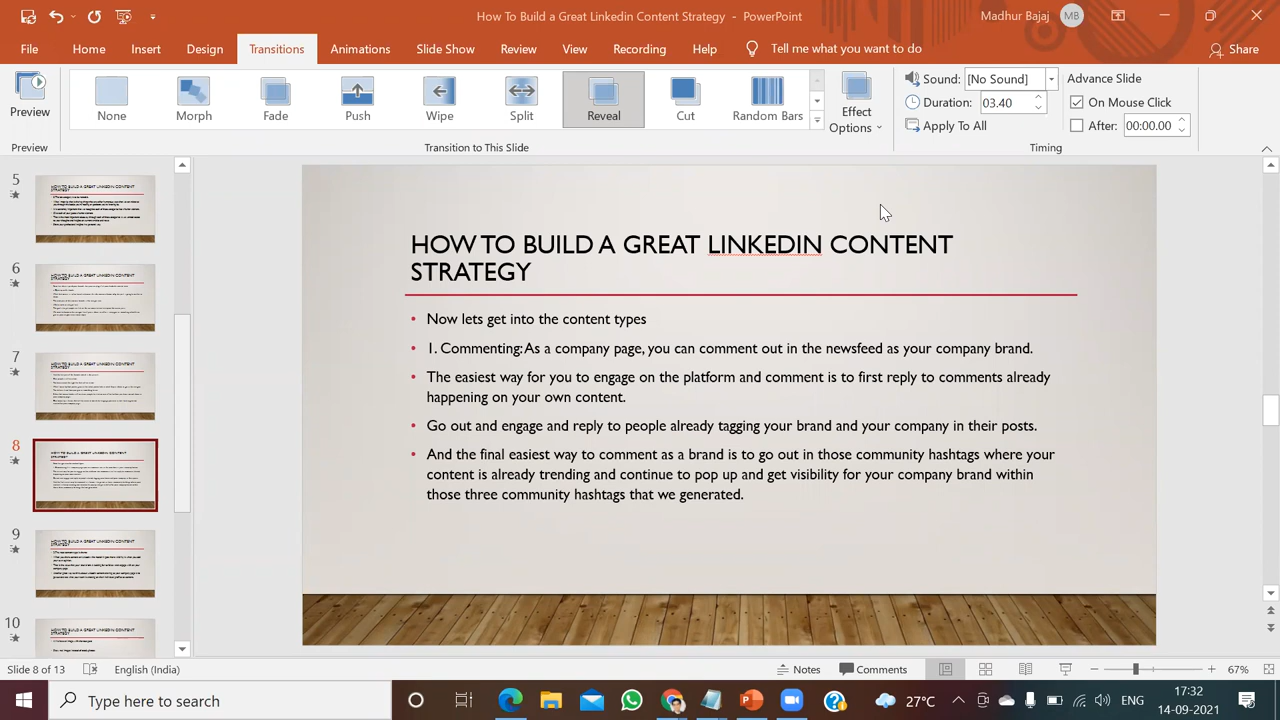 How To Build a Great Linkedin Content Strategy - PowerPoint
Madhur Bajaj MB
File Home Insert Design Transitions Animations Slide Show Review View Recording Help Tell me what you want to do Share
Preview
None Morph Fade Push Wipe Split Reveal Cut Random Bars
Effect
Options
Sound: [No Sound]
Duration: 03.40
Apply To All
Advance Slide
On Mouse Click
After: 00:00.00
Preview
Transition to This Slide
Timing
5
6
7
8
9
10
HOW TO BUILD A GREAT LINKEDIN CONTENT
STRATEGY
• Now lets get into the content types
• 1. Commenting: As a company page, you can comment out in the newsfeed as your company brand.
• The easiest way for you to engage on the platform and comment is to first reply to comments already
happening on your own content.
• Go out and engage and reply to people already tagging your brand and your company in their posts.
• And the final easiest way to comment as a brand is to go out in those community hashtags where your
content is already trending and continue to pop up and get visibility for your company brand within
those three community hashtags that we generated.
Slide 8 of 13 English (India) Notes Comments 67%
Type here to search
27°C
ENG
17:32
14-09-2021